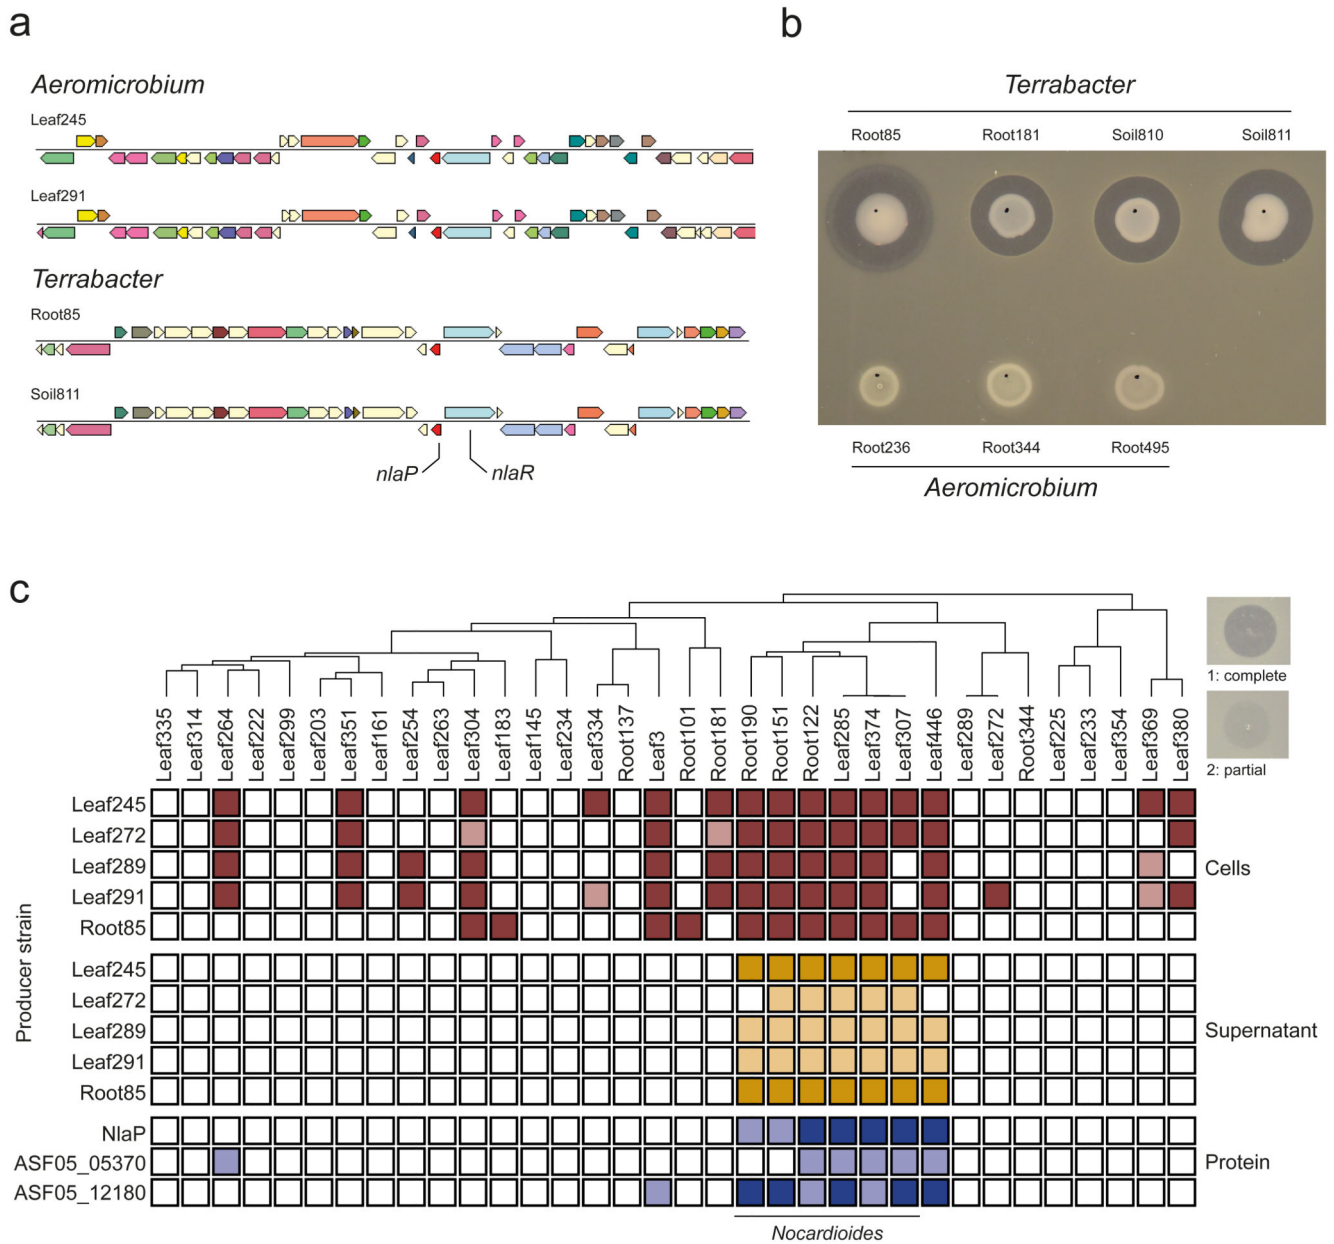 a
Aeromicrobium
Leaf245
Leaf291
Terrabacter
Root85
Soil811
nlaP
nlaR
b
Terrabacter
Root85 Root181 Soil810 Soil811
Root236 Root344 Root495
Aeromicrobium
c
1: complete
2: partial
Leaf335 Leaf314 Leaf264 Leaf222 Leaf299 Leaf203 Leaf351 Leaf161 Leaf254 Leaf263 Leaf304 Leaf183 Leaf145 Leaf234 Leaf334 Root137 Leaf3 Root101 Root181 Root190 Root151 Root122 Leaf285 Leaf374 Leaf307 Leaf446 Leaf289 Leaf272 Root344 Leaf225 Leaf233 Leaf354 Leaf369 Leaf380
Producer strain
Leaf245
Leaf272
Leaf289
Leaf291
Root85
Cells
Leaf245
Leaf272
Leaf289
Leaf291
Root85
Supernatant
NlaP
ASF05_05370
ASF05_12180
Protein
Nocardioides